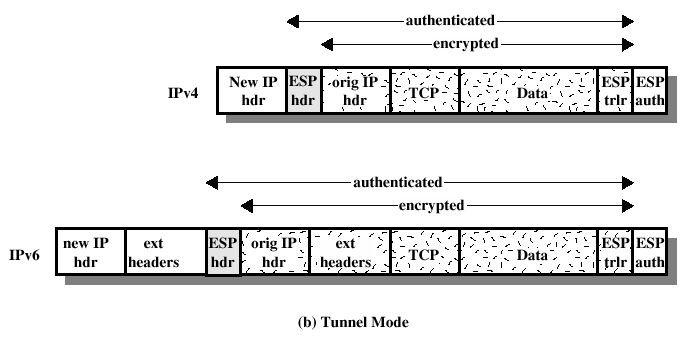 authenticated
encrypted
IPv4
New IP hdr
ESP hdr
orig IP hdr
TCP
Data
ESP trlr
ESP auth
authenticated
encrypted
IPv6
new IP hdr
ext headers
ESP hdr
orig IP hdr
ext headers
TCP
Data
ESP trlr
ESP auth
(b) Tunnel Mode